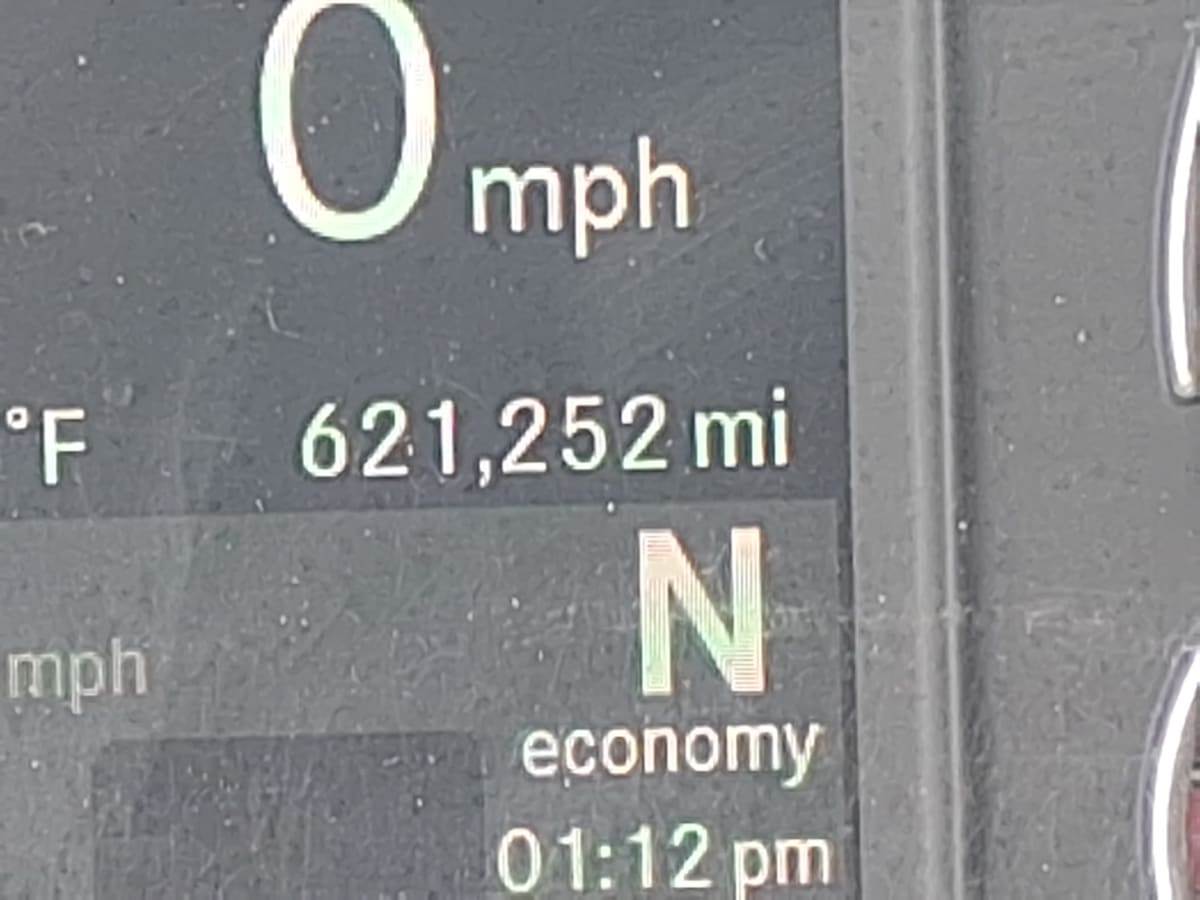 0 mph
°F 621,252 mi
N
mph
economy
01:12 pm